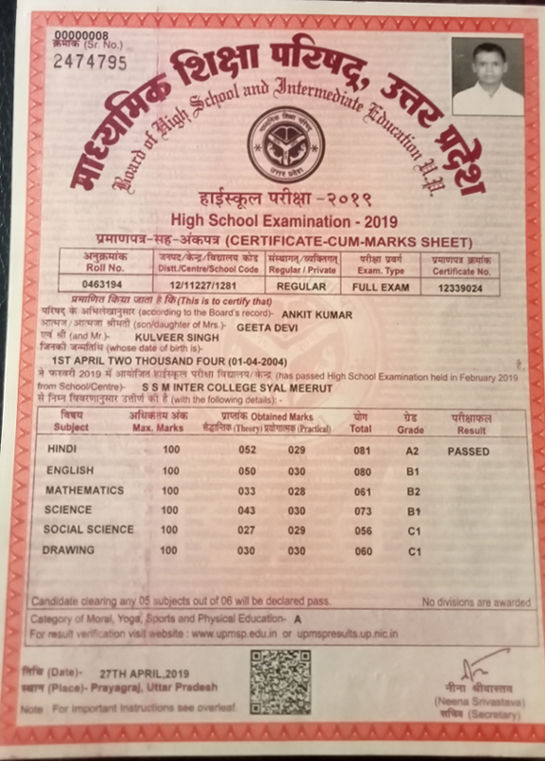 00000008
क्रमांक (Sr. No.)
2474795
माध्यमिक शिक्षा परिषद्, उत्तर प्रदेश
Board of High School and Intermediate Education U.P.
हाईस्कूल परीक्षा -२०१९
High School Examination - 2019
प्रमाणपत्र-सह-अंकपत्र (CERTIFICATE-CUM-MARKS SHEET)
अनुक्रमांक जनपद/केन्द्र/विद्यालय कोड संस्थागत/व्यक्तिगत परीक्षा प्रवर्ग प्रमाणपत्र क्रमांक
Roll No. Distt./Centre/School Code Regular / Private Exam. Type Certificate No.
0463194 12/11227/1281 REGULAR FULL EXAM 12339024
प्रमाणित किया जाता है कि(This is to certify that)
परिषद के अभिलेखानुसार (according to the Board's record)- ANKIT KUMAR
आत्मज/आत्मजा श्रीमती (son/daughter of Mrs.)- GEETA DEVI
एवं श्री (and Mr.)- KULVEER SINGH
जिनकी जन्मतिथि (whose date of birth is)-
1ST APRIL TWO THOUSAND FOUR (01-04-2004) है,
ने फरवरी 2019 में आयोजित हाईस्कूल परीक्षा विद्यालय/केन्द्र (has passed High School Examination held in February 2019
from School/Centre)- S S M INTER COLLEGE SYAL MEERUT
से निम्न विवरणानुसार उत्तीर्ण की है (with the following details): -
विषय अधिकतम अंक प्राप्तांक Obtained Marks योग ग्रेड परीक्षाफल
Subject Max. Marks सैद्धान्तिक (Theory) प्रयोगात्मक (Practical) Total Grade Result
HINDI 100 052 029 081 A2 PASSED
ENGLISH 100 050 030 080 B1
MATHEMATICS 100 033 028 061 B2
SCIENCE 100 043 030 073 B1
SOCIAL SCIENCE 100 027 029 056 C1
DRAWING 100 030 030 060 C1
Candidate clearing any 05 subjects out of 06 will be declared pass. No divisions are awarded
Category of Moral, Yoga, Sports and Physical Education- A
For result verification visit website : www.upmsp.edu.in or upmspresults.up.nic.in
तिथि (Date)- 27TH APRIL,2019
स्थान (Place)- Prayagraj, Uttar Pradesh
नीना श्रीवास्तव
(Neena Srivastava)
सचिव (Secretary)
Note : For Important Instructions see overleaf.